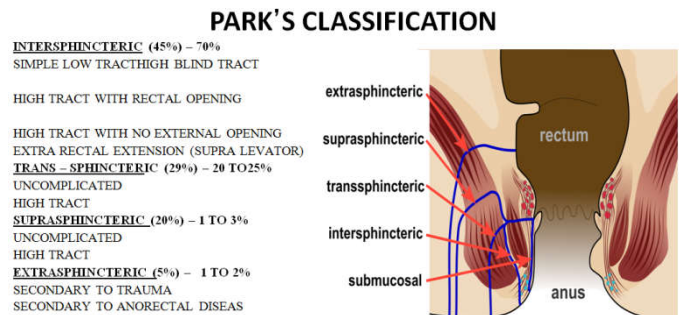 PARK'S CLASSIFICATION
INTERSPHINCTERIC (45%) – 70%
SIMPLE LOW TRACTHIGH BLIND TRACT
HIGH TRACT WITH RECTAL OPENING
HIGH TRACT WITH NO EXTERNAL OPENING
EXTRA RECTAL EXTENSION (SUPRA LEVATOR)
TRANS – SPHINCTERIC (29%) – 20 TO25%
UNCOMPLICATED
HIGH TRACT
SUPRASPHINCTERIC (20%) – 1 TO 3%
UNCOMPLICATED
HIGH TRACT
EXTRASPHINCTERIC (5%) – 1 TO 2%
SECONDARY TO TRAUMA
SECONDARY TO ANORECTAL DISEAS
extrasphincteric
suprasphincteric
transsphincteric
intersphincteric
submucosal
rectum
anus